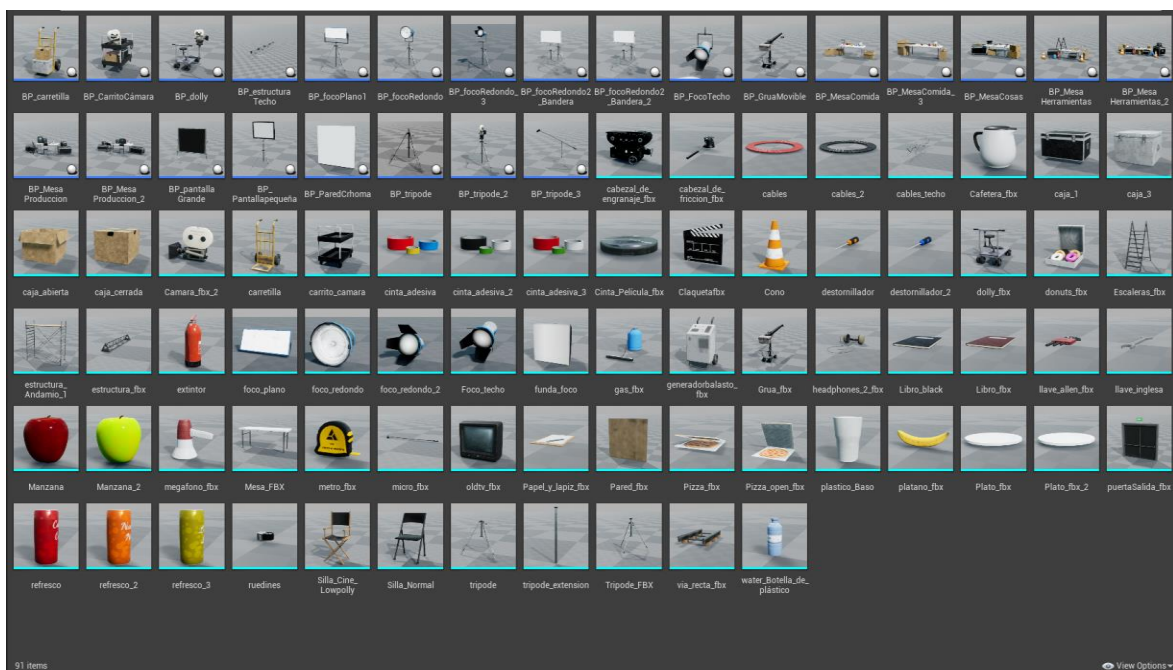 BP_carretilla
BP_CarritoCámara
BP_dolly
BP_estructura
Techo
BP_focoPlano1
BP_focoRedondo
BP_focoRedondo_
3
BP_focoRedondo2
_Bandera
BP_focoRedondo2
_Bandera_2
BP_FocoTecho
BP_GruaMovible
BP_MesaComida
BP_MesaComida_
3
BP_MesaCosas
BP_Mesa
Herramientas
BP_Mesa
Herramientas_2
BP_Mesa
Produccion
BP_Mesa
Produccion_2
BP_pantalla
Grande
BP_
Pantallapequeña
BP_ParedCrhoma
BP_tripode
BP_tripode_2
BP_tripode_3
cabezal_de_
engranaje_fbx
cabezal_de_
friccion_fbx
cables
cables_2
cables_techo
Cafetera_fbx
caja_1
caja_3
caja_abierta
caja_cerrada
Camara_fbx_2
carretilla
carrito_camara
cinta_adesiva
cinta_adesiva_2
cinta_adesiva_3
Cinta_Película_fbx
Claquetafbx
Cono
destornillador
destornillador_2
dolly_fbx
donuts_fbx
Escaleras_fbx
estructura_
Andamio_1
estructura_fbx
extintor
foco_plano
foco_redondo
foco_redondo_2
Foco_techo
funda_foco
gas_fbx
generadorbalasto_
fbx
Grua_fbx
headphones_2_fbx
Libro_black
Libro_fbx
llave_allen_fbx
llave_inglesa
Manzana
Manzana_2
megafono_fbx
Mesa_FBX
metro_fbx
micro_fbx
oldtv_fbx
Papel_y_lapiz_fbx
Pared_fbx
Pizza_fbx
Pizza_open_fbx
plastico_Baso
platano_fbx
Plato_fbx
Plato_fbx_2
puertaSalida_fbx
refresco
refresco_2
refresco_3
ruedines
Silla_Cine_
Lowpolly
Silla_Normal
tripode
tripode_extension
Tripode_FBX
via_recta_fbx
water_Botella_de_
plástico
91 items
View Options